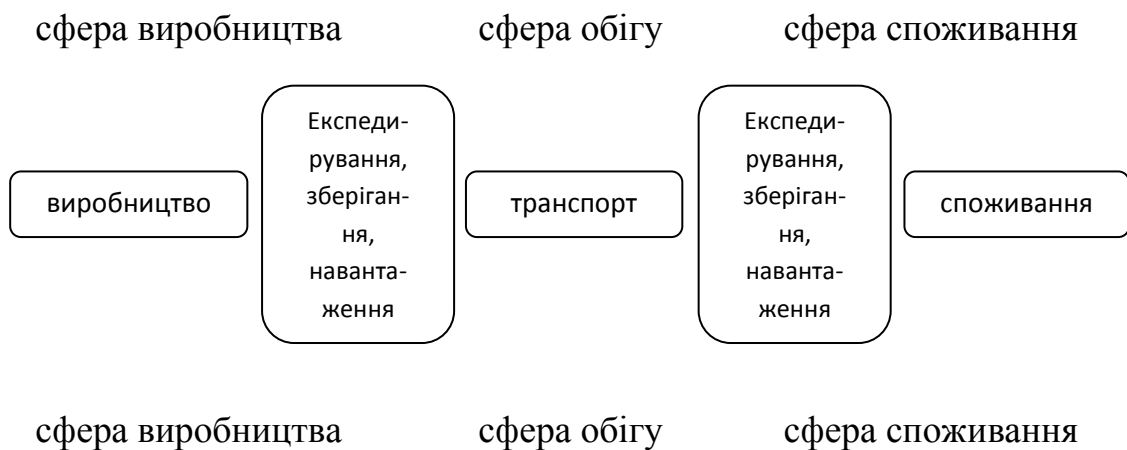 сфера виробництва сфера обігу сфера споживання
виробництво
Експеди-
рування,
зберіган-
ня,
наванта-
ження
транспорт
Експеди-
рування,
зберіган-
ня,
наванта-
ження
споживання
сфера виробництва сфера обігу сфера споживання